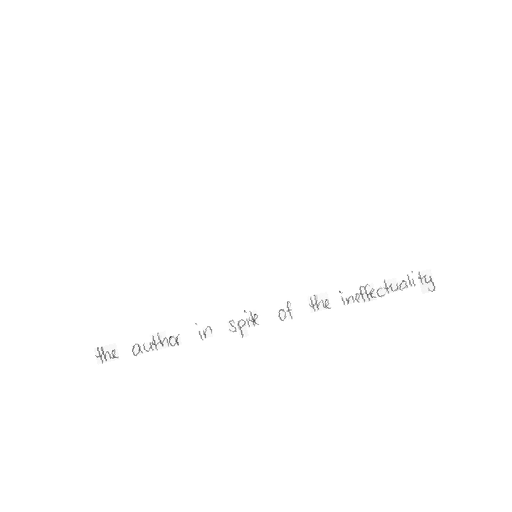 the author in spite of the ineffectuality